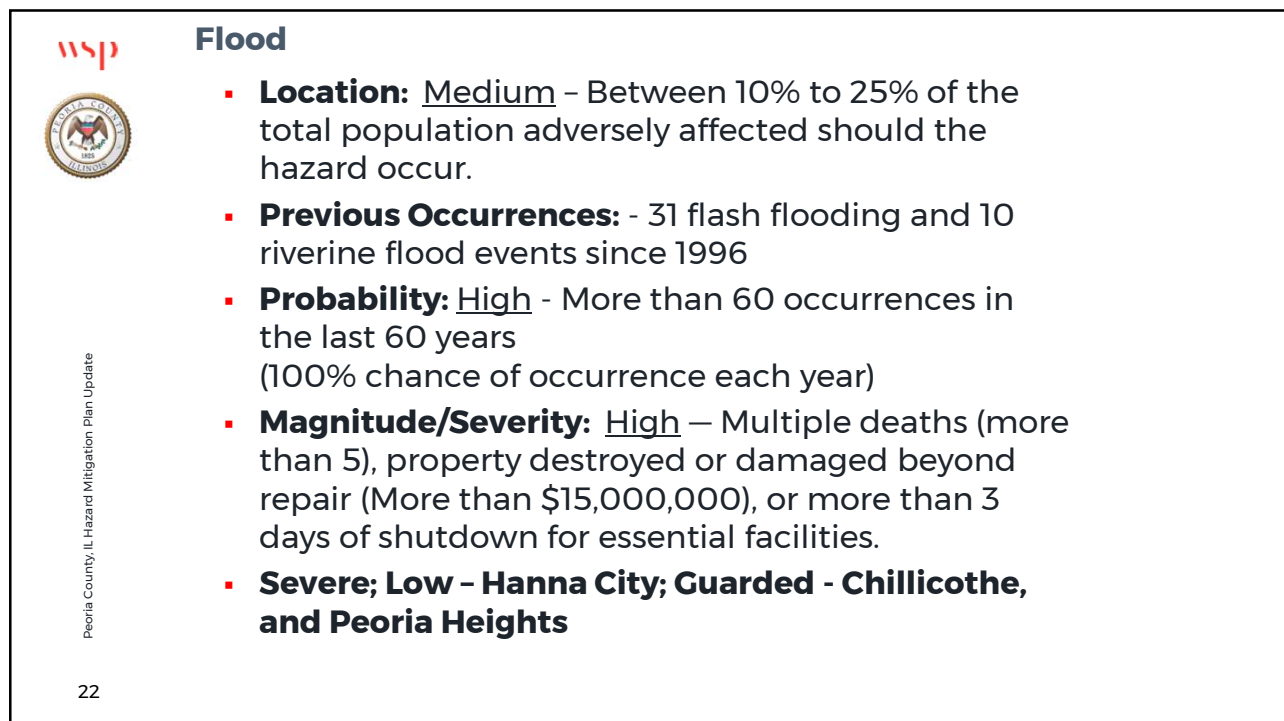 wsp
PEORIA COUNTY
1825
ILLINOIS
Flood
▪ Location: Medium – Between 10% to 25% of the
total population adversely affected should the
hazard occur.
▪ Previous Occurrences: - 31 flash flooding and 10
riverine flood events since 1996
▪ Probability: High - More than 60 occurrences in
the last 60 years
(100% chance of occurrence each year)
▪ Magnitude/Severity: High — Multiple deaths (more
than 5), property destroyed or damaged beyond
repair (More than $15,000,000), or more than 3
days of shutdown for essential facilities.
▪ Severe; Low – Hanna City; Guarded - Chillicothe,
and Peoria Heights
Peoria County, IL Hazard Mitigation Plan Update
22